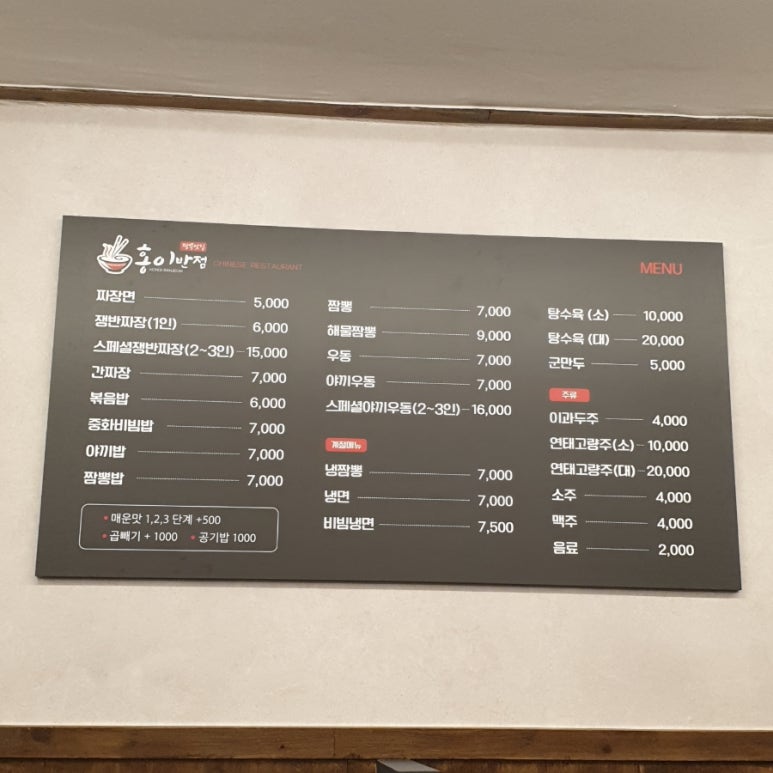 홍이반점 CHINESE RESTAURANT
MENU
짜장면 5,000
쟁반짜장(1인) 6,000
스페셜쟁반짜장(2~3인) 15,000
간짜장 7,000
볶음밥 6,000
중화비빔밥 7,000
야끼밥 7,000
짬뽕밥 7,000
매운맛 1,2,3 단계 +500
곱빼기 + 1000 공기밥 1000
짬뽕 7,000
해물짬뽕 9,000
우동 7,000
야끼우동 7,000
스페셜야끼우동(2~3인) 16,000
계절메뉴
냉짬뽕 7,000
냉면 7,000
비빔냉면 7,500
탕수육 (소) 10,000
탕수육 (대) 20,000
군만두 5,000
주류
이과두주 4,000
연태고량주(소) 10,000
연태고량주(대) 20,000
소주 4,000
맥주 4,000
음료 2,000